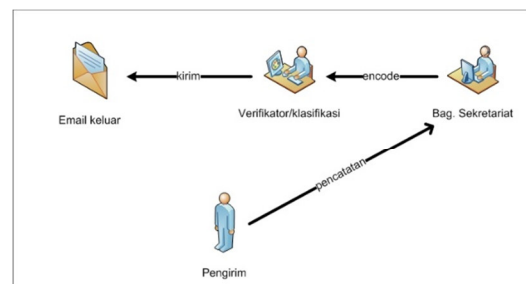 kirim
encode
Email keluar
Verifikator/klasifikasi
Bag. Sekretariat
pencatatan
Pengirim